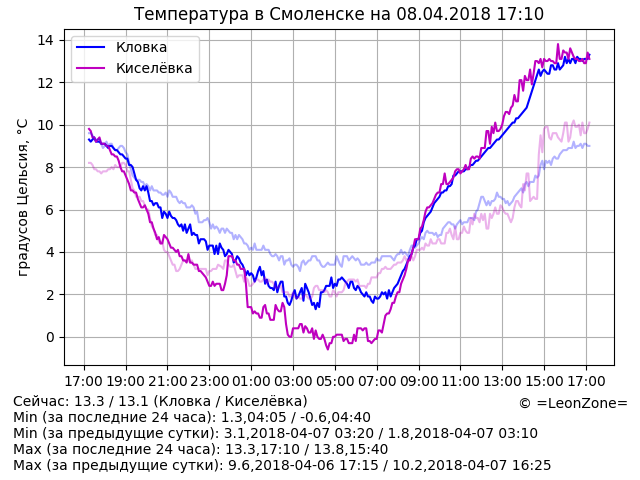 Температура в Смоленске на 08.04.2018 17:10
Кловка
Киселёвка
градусов Цельсия, °C
14
12
10
8
6
4
2
0
17:00 19:00 21:00 23:00 01:00 03:00 05:00 07:00 09:00 11:00 13:00 15:00 17:00
Сейчас: 13.3 / 13.1 (Кловка / Киселёвка)
© =LeonZone=
Min (за последние 24 часа): 1.3,04:05 / -0.6,04:40
Min (за предыдущие сутки): 3.1,2018-04-07 03:20 / 1.8,2018-04-07 03:10
Max (за последние 24 часа): 13.3,17:10 / 13.8,15:40
Max (за предыдущие сутки): 9.6,2018-04-06 17:15 / 10.2,2018-04-07 16:25